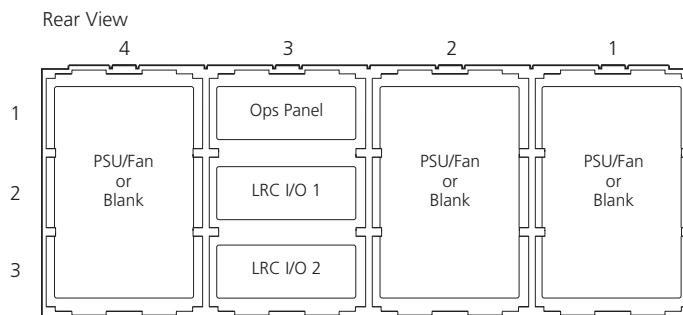 Rear View
4 3 2 1
1
Ops Panel
PSU/Fan
or
Blank
PSU/Fan
or
Blank
PSU/Fan
or
Blank
2
LRC I/O 1
3
LRC I/O 2